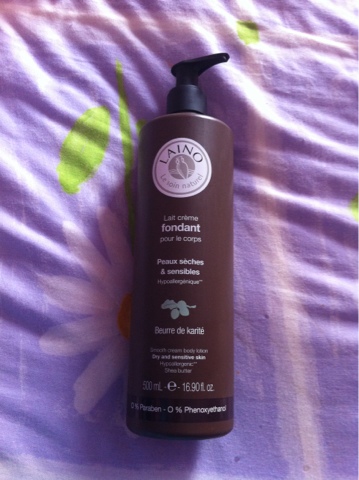 LAINO
Le soin naturel
Lait crème
fondant
pour le corps
Peaux sèches
& sensibles
Hypoallergénique**
Beurre de karité
Smooth cream body lotion
Dry and sensitive skin
Hypoallergenic**
Shea butter
500 mL - e - 16.90 fl. oz.
0 % Paraben - 0 % Phenoxyethanol